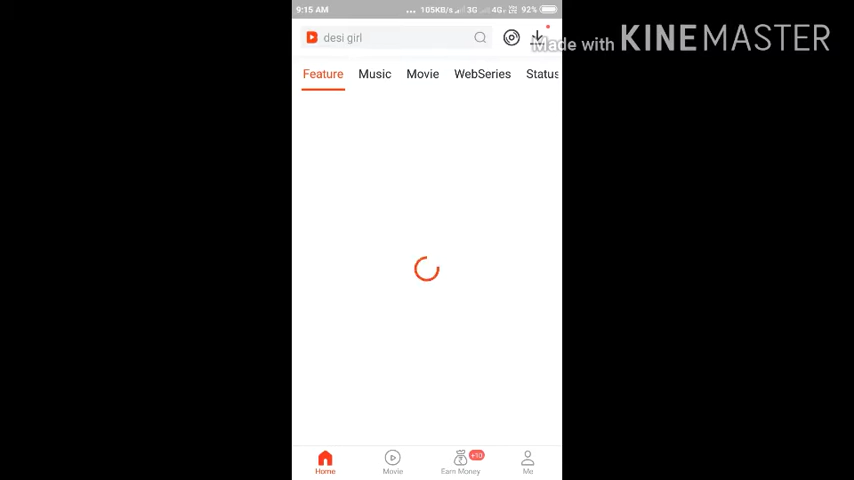 9:15 AM ... 105KB/s 3G 4G 92%
desi girl
Made with KINEMASTER
Feature Music Movie WebSeries Status
+10
Home Movie Earn Money Me